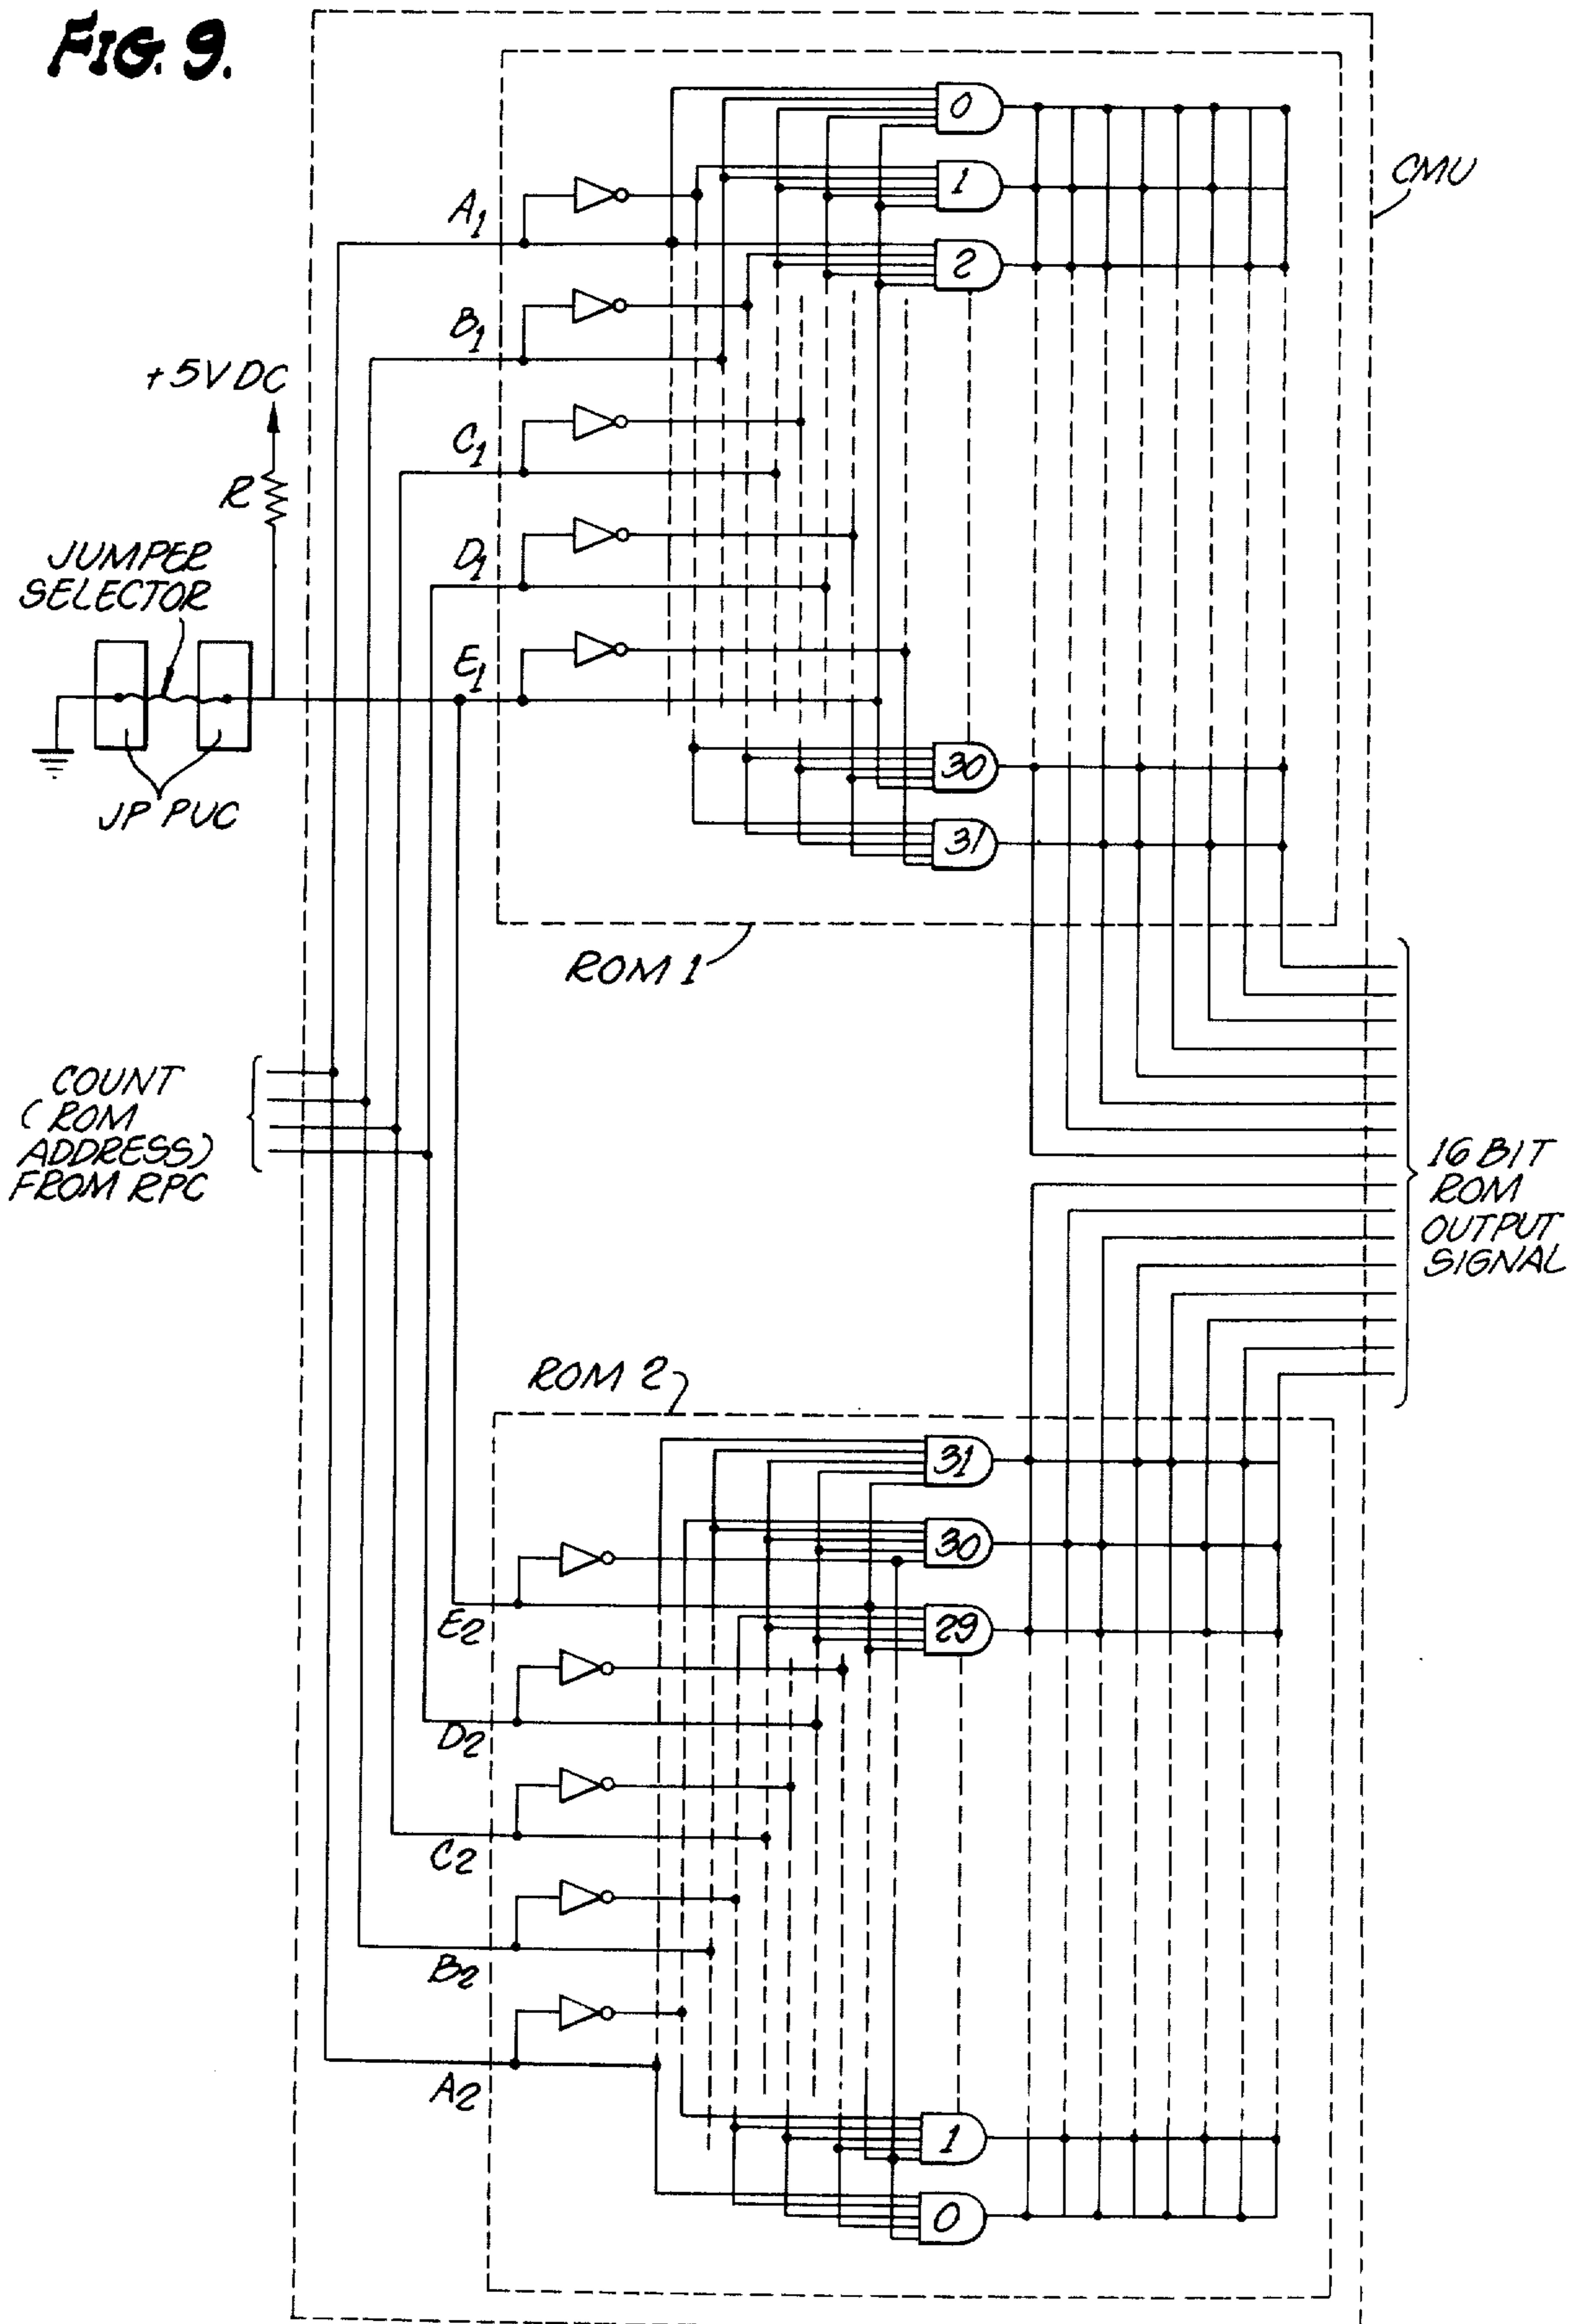 FIG. 9.
CMU
0
1
2
30
31
A1
B1
C1
D1
E1
+5VDC
R
JUMPER
SELECTOR
JP PUC
ROM 1
COUNT
(ROM
ADDRESS)
FROM RPC
16 BIT
ROM
OUTPUT
SIGNAL
ROM 2
31
30
29
1
0
E2
D2
C2
B2
A2